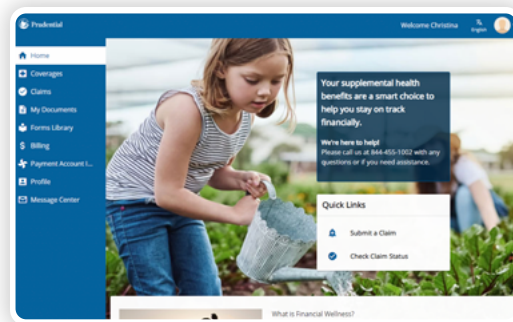 Prudential
Welcome Christina
English
Home
Coverages
Claims
My Documents
Forms Library
Billing
Payment Account I...
Profile
Message Center
Your supplemental health
benefits are a smart choice to
help you stay on track
financially.
We're here to help!
Please call us at 844-455-1002 with any
questions or if you need assistance.
Quick Links
Submit a Claim
Check Claim Status
What is Financial Wellness?